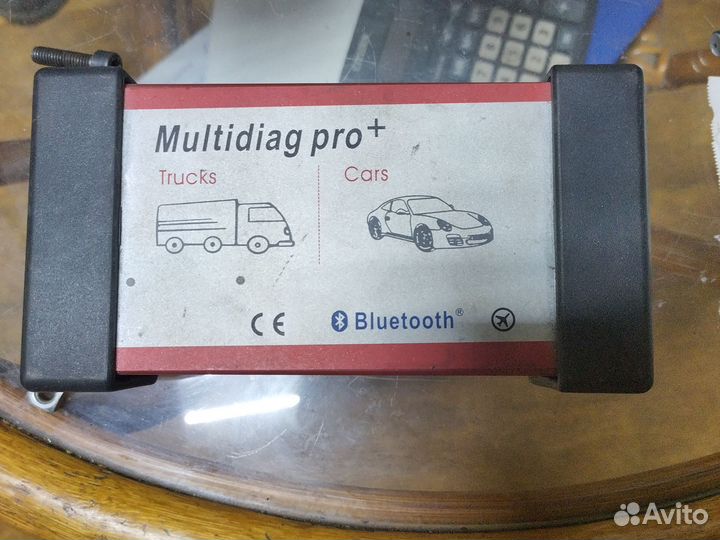 Multidiag pro+
Trucks
Cars
CE
Bluetooth®
Avito